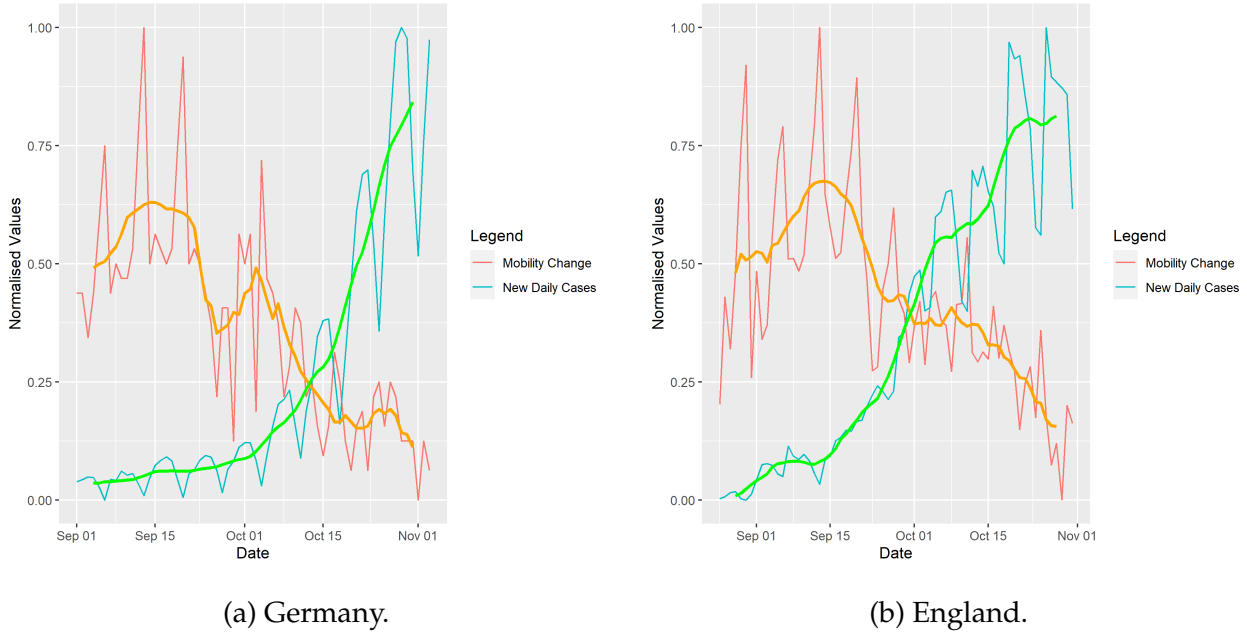 1.00
0.75
0.50
0.25
0.00
Normalised Values
Sep 01
Sep 15
Oct 01
Oct 15
Nov 01
Date
Legend
Mobility Change
New Daily Cases
(a) Germany.
1.00
0.75
0.50
0.25
0.00
Normalised Values
Sep 01
Sep 15
Oct 01
Oct 15
Nov 01
Date
Legend
Mobility Change
New Daily Cases
(b) England.